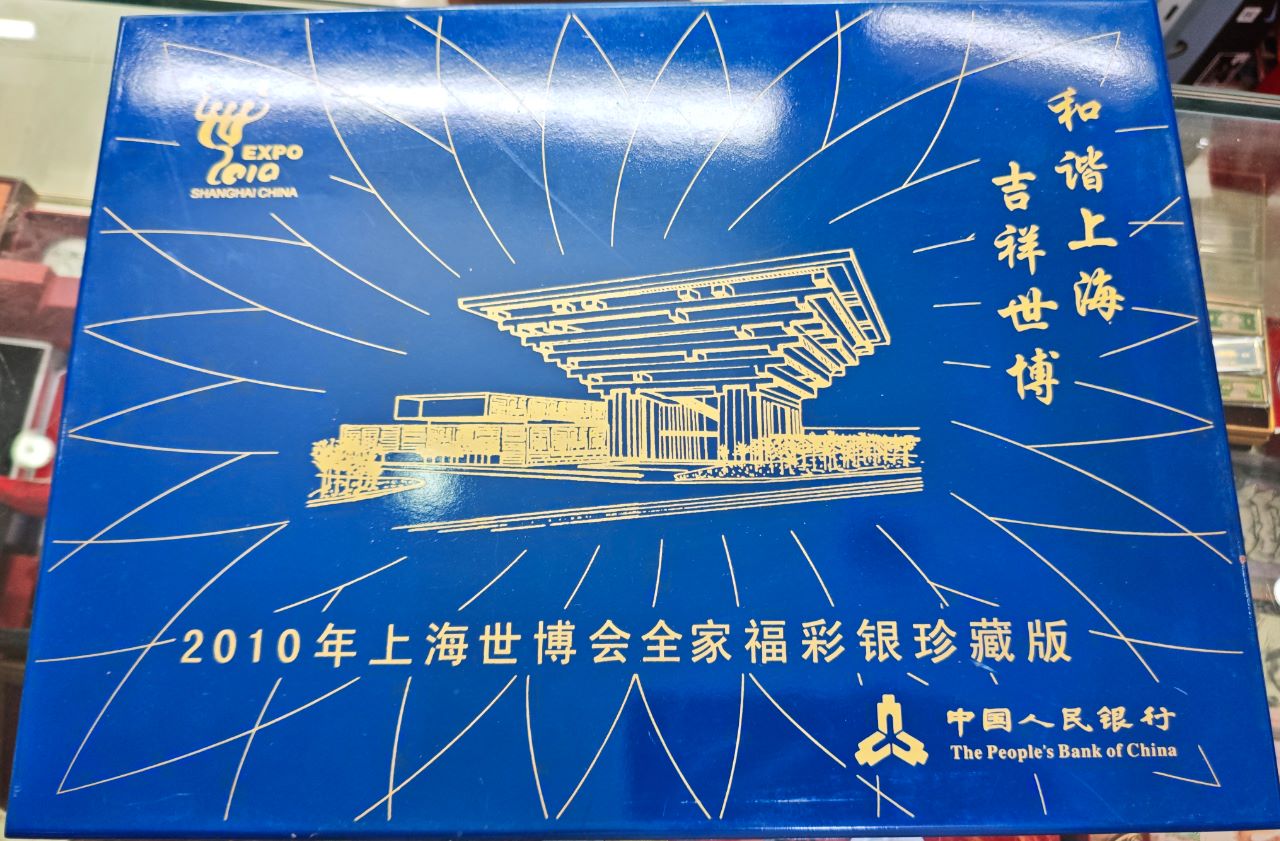 EXPO
2010
SHANGHAI CHINA
和谐上海
吉祥世博
2010年上海世博会全家福彩银珍藏版
中国人民银行
The People's Bank of China